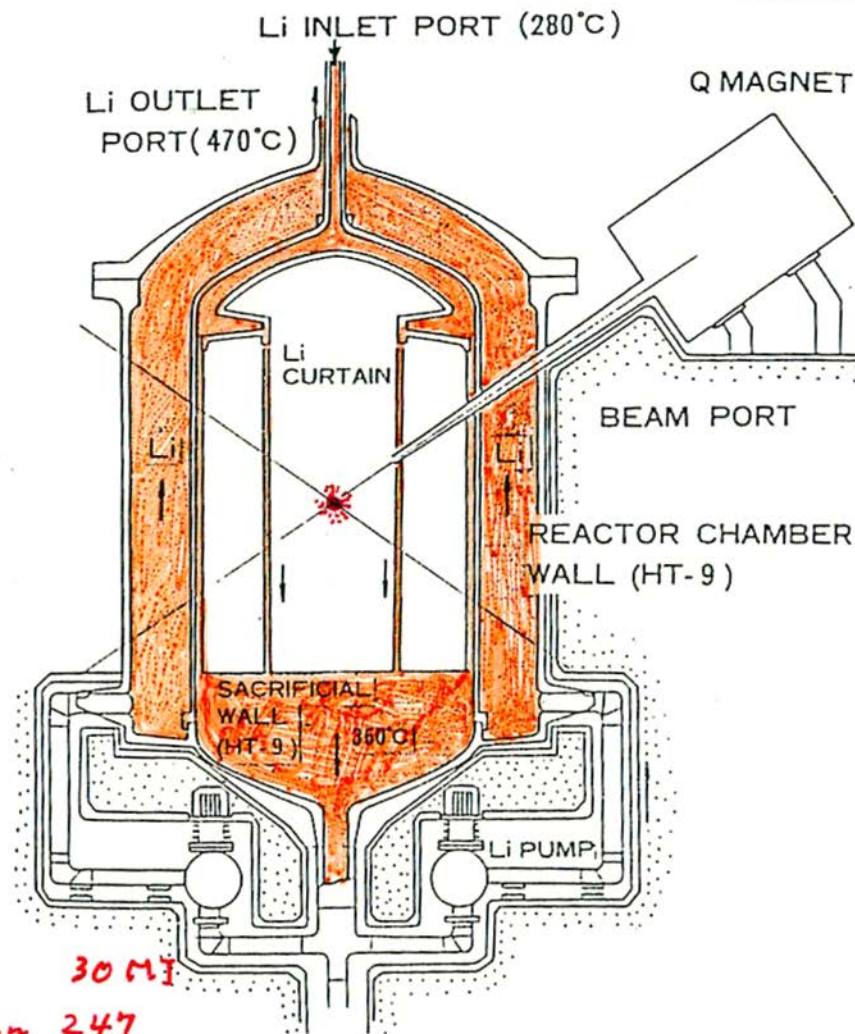 Li INLET PORT (280°C)
Q MAGNET
Li OUTLET
PORT(470°C)
Li
CURTAIN
BEAM PORT
Li
Li
REACTOR CHAMBER
WALL (HT-9)
SACRIFICIAL
WALL
(HT-9)
360°C
Li PUMP
30 MJ
247